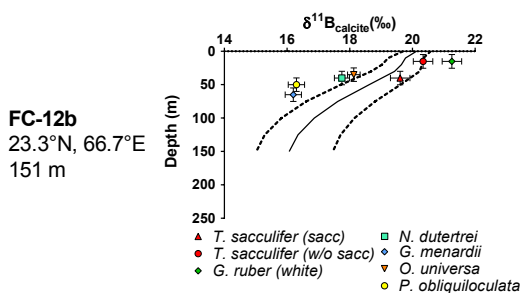 δ¹¹Bcalcite(‰)
14 16 18 20 22
0
50
100
150
200
250
Depth (m)
FC-12b
23.3°N, 66.7°E
151 m
T. sacculifer (sacc)
T. sacculifer (w/o sacc)
G. ruber (white)
N. dutertrei
G. menardii
O. universa
P. obliquiloculata